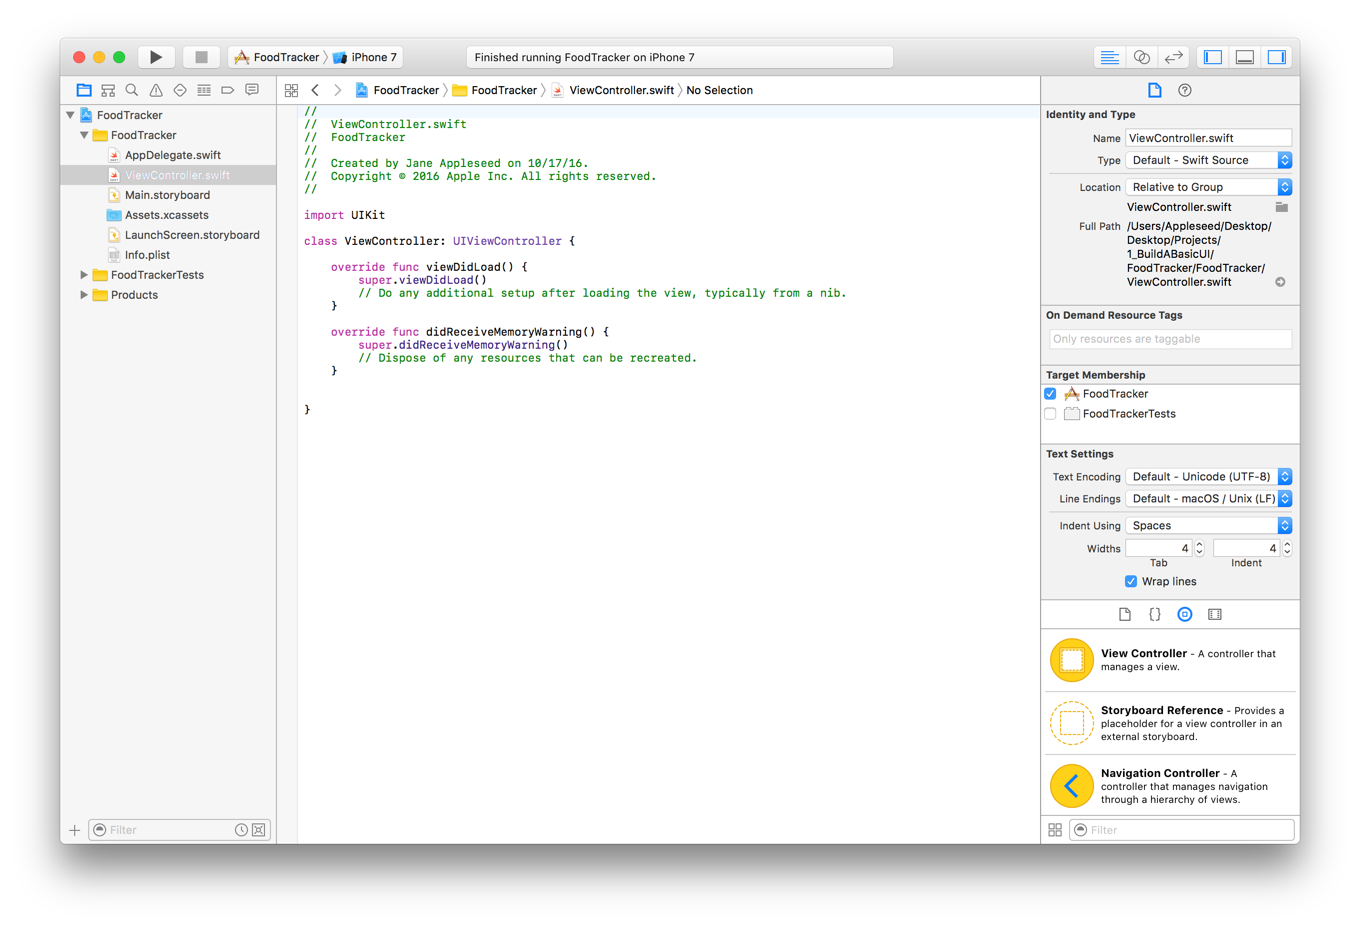 FoodTracker iPhone 7
Finished running FoodTracker on iPhone 7
FoodTracker FoodTracker ViewController.swift No Selection
FoodTracker
FoodTracker
AppDelegate.swift
ViewController.swift
Main.storyboard
Assets.xcassets
LaunchScreen.storyboard
Info.plist
FoodTrackerTests
Products
Filter
//
//  ViewController.swift
//  FoodTracker
//
//  Created by Jane Appleseed on 10/17/16.
//  Copyright © 2016 Apple Inc. All rights reserved.
//
import UIKit
class ViewController: UIViewController {
    override func viewDidLoad() {
        super.viewDidLoad()
        // Do any additional setup after loading the view, typically from a nib.
    }
    override func didReceiveMemoryWarning() {
        super.didReceiveMemoryWarning()
        // Dispose of any resources that can be recreated.
    }
}
Identity and Type
Name ViewController.swift
Type Default - Swift Source
Location Relative to Group
ViewController.swift
Full Path /Users/Appleseed/Desktop/
Desktop/Projects/
1_BuildABasicUI/
FoodTracker/FoodTracker/
ViewController.swift
On Demand Resource Tags
Only resources are taggable
Target Membership
FoodTracker
FoodTrackerTests
Text Settings
Text Encoding Default - Unicode (UTF-8)
Line Endings Default - macOS / Unix (LF)
Indent Using Spaces
Widths 4 4
Tab Indent
Wrap lines
{}
View Controller - A controller that
manages a view.
Storyboard Reference - Provides a
placeholder for a view controller in an
external storyboard.
Navigation Controller - A
controller that manages navigation
through a hierarchy of views.
Filter